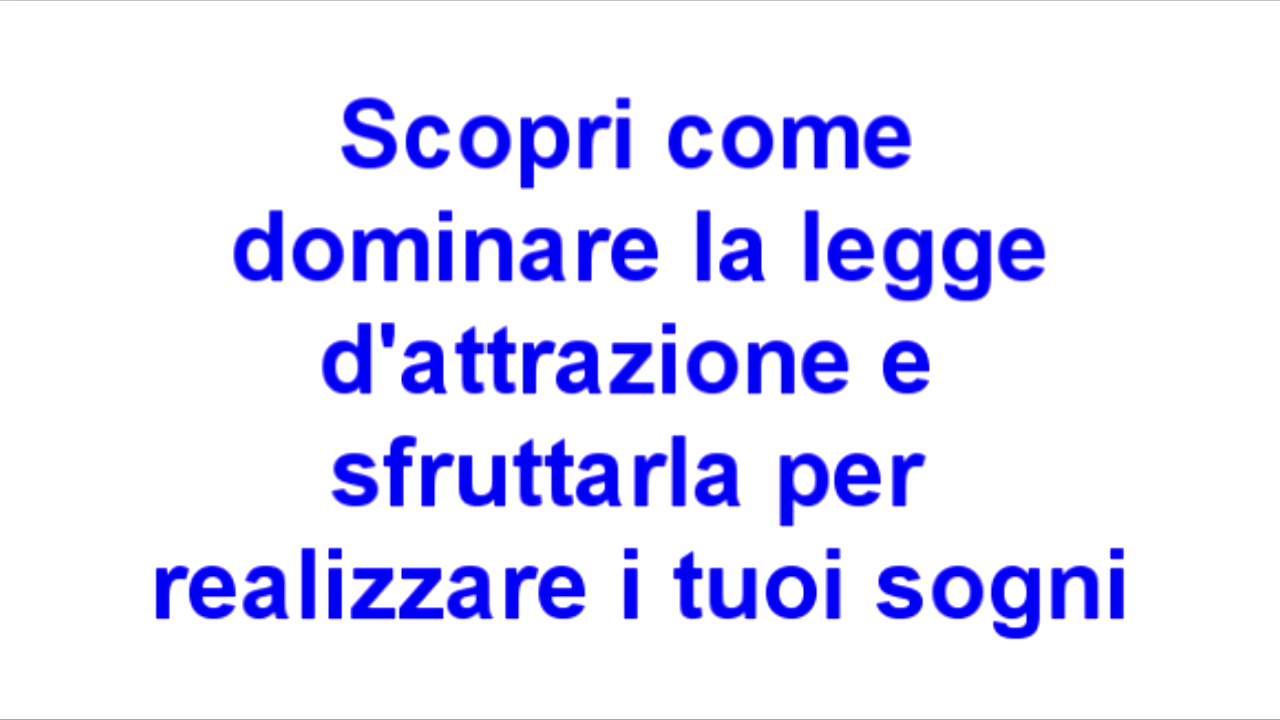 Scopri come
dominare la legge
d'attrazione e
sfruttarla per
realizzare i tuoi sogni